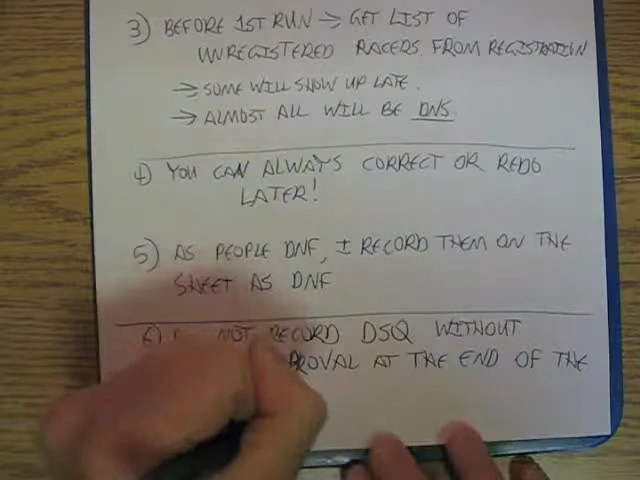 3) BEFORE 1ST RUN → GET LIST OF
UNREGISTERED RACERS FROM REGISTRATION
→ SOME WILL SHOW UP LATE.
→ ALMOST ALL WILL BE DNS.
4) YOU CAN ALWAYS CORRECT OR REDO
LATER!
5) AS PEOPLE DNF, I RECORD THEM ON THE
SHEET AS DNF
6) NOT RECORD DSQ WITHOUT
AT THE END OF THE